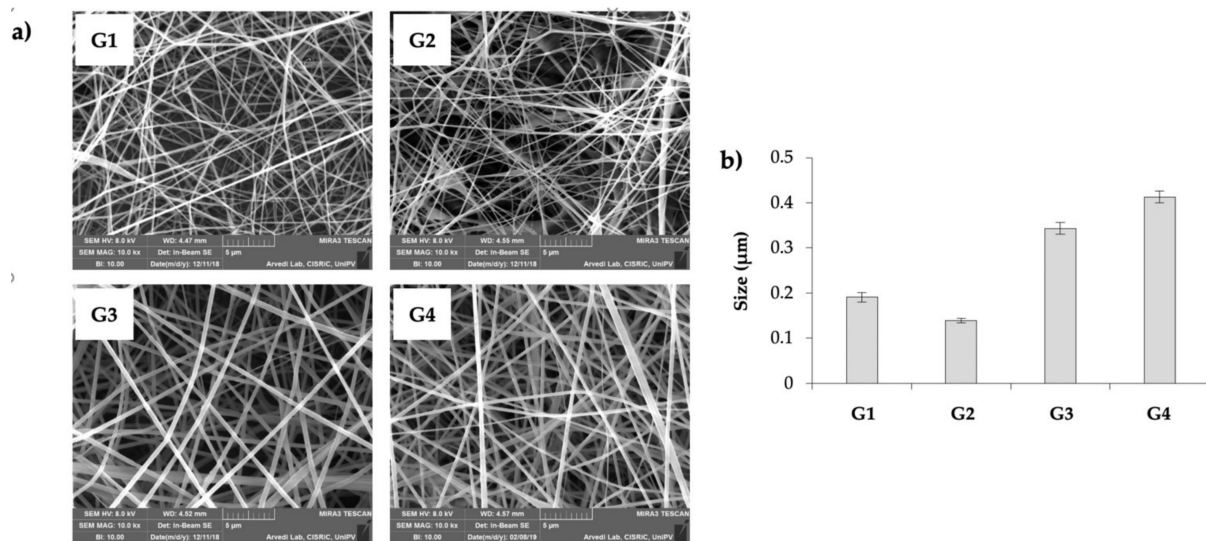 a)
G1
SEM HV: 8.0 kV WD: 4.47 mm MIRA3 TESCAN
SEM MAG: 10.0 kx Det: In-Beam SE 5 µm
BI: 10.00 Date(m/d/y): 12/11/18 Arvedi Lab, CISRiC, UniPV
G2
SEM HV: 8.0 kV WD: 4.55 mm MIRA3 TESCAN
SEM MAG: 10.0 kx Det: In-Beam SE 5 µm
BI: 10.00 Date(m/d/y): 12/11/18 Arvedi Lab, CISRiC, UniPV
G3
SEM HV: 8.0 kV WD: 4.52 mm MIRA3 TESCAN
SEM MAG: 10.0 kx Det: In-Beam SE 5 µm
BI: 10.00 Date(m/d/y): 12/11/18 Arvedi Lab, CISRiC, UniPV
G4
SEM HV: 8.0 kV WD: 4.57 mm MIRA3 TESCAN
SEM MAG: 10.0 kx Det: In-Beam SE 5 µm
BI: 10.00 Date(m/d/y): 02/08/19 Arvedi Lab, CISRiC, UniPV
b)
Size (µm)
0.5
0.4
0.3
0.2
0.1
0
G1 G2 G3 G4